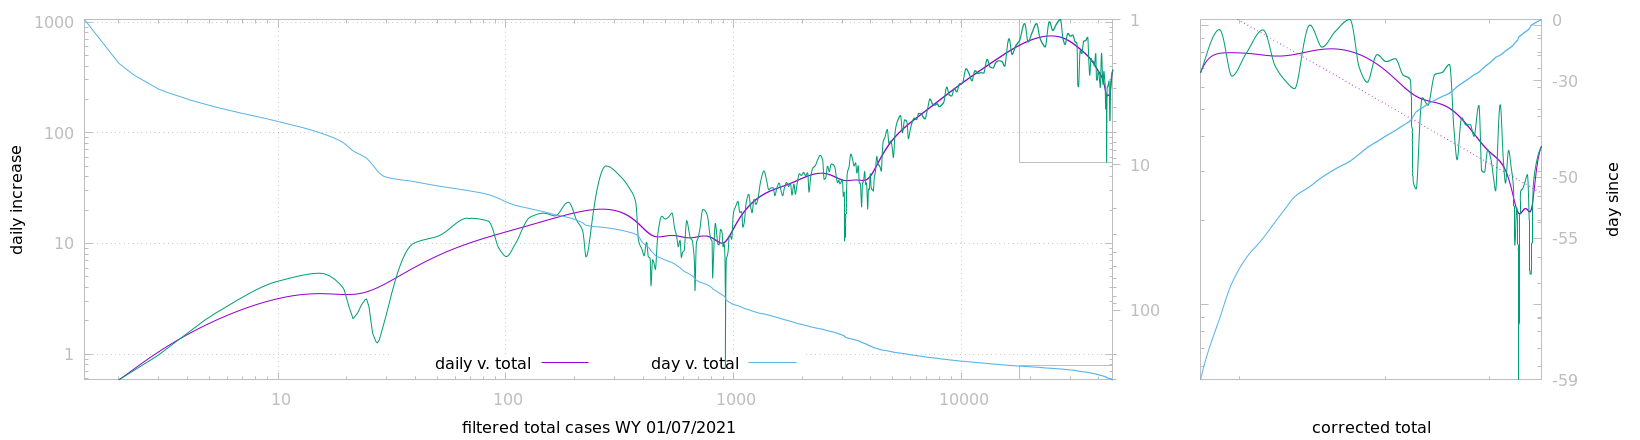 1000
100
10
1
daily increase
10
100
1000
10000
filtered total cases WY 01/07/2021
daily v. total
day v. total
1
10
100
0
-30
-50
-55
-59
day since
corrected total